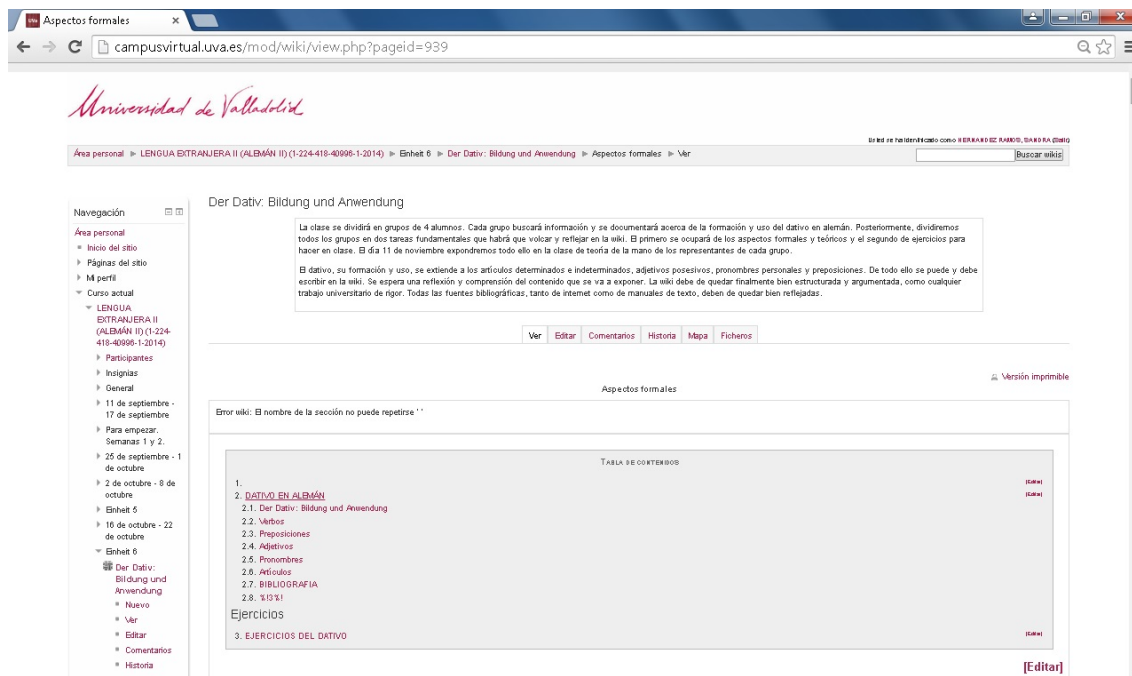 Aspectos formales
campusvirtual.uva.es/mod/wiki/view.php?pageid=939
Universidad de Valladolid
Usted se ha identificado como HERNANDEZ RAMOS, SANDRA (Salir)
Área personal ► LENGUA EXTRANJERA II (ALEMÁN II) (1-224-418-40996-1-2014) ► Einheit 6 ► Der Dativ: Bildung und Anwendung ► Aspectos formales ► Ver
Buscar wikis
Navegación
Área personal
Inicio del sitio
Páginas del sitio
Mi perfil
Curso actual
LENGUA
EXTRANJERA II
(ALEMÁN II) (1-224-
418-40996-1-2014)
Participantes
Insignias
General
11 de septiembre -
17 de septiembre
Para empezar.
Semanas 1 y 2.
25 de septiembre - 1
de octubre
2 de octubre - 8 de
octubre
Einheit 5
16 de octubre - 22
de octubre
Einheit 6
Der Dativ:
Bildung und
Anwendung
Nuevo
Ver
Editar
Comentarios
Historia
Der Dativ: Bildung und Anwendung
La clase se dividirá en grupos de 4 alumnos. Cada grupo buscará información y se documentará acerca de la formación y uso del dativo en alemán. Posteriormente, dividiremos
todos los grupos en dos tareas fundamentales que habrá que volcar y reflejar en la wiki. El primero se ocupará de los aspectos formales y teóricos y el segundo de ejercicios para
hacer en clase. El día 11 de noviembre expondremos todo ello en la clase de teoría de la mano de los representantes de cada grupo.
El dativo, su formación y uso, se extiende a los artículos determinados e indeterminados, adjetivos posesivos, pronombres personales y preposiciones. De todo ello se puede y debe
escribir en la wiki. Se espera una reflexión y comprensión del contenido que se va a exponer. La wiki debe de quedar finalmente bien estructurada y argumentada, como cualquier
trabajo universitario de rigor. Todas las fuentes bibliográficas, tanto de internet como de manuales de texto, deben de quedar bien reflejadas.
Ver Editar Comentarios Historia Mapa Ficheros
Versión imprimible
Aspectos formales
Error wiki: El nombre de la sección no puede repetirse ' '
TABLA DE CONTENIDOS
1. [Editar]
2. DATIVO EN ALEMÁN [Editar]
2.1. Der Dativ: Bildung und Anwendung
2.2. Verbos
2.3. Preposiciones
2.4. Adjetivos
2.5. Pronombres
2.6. Artículos
2.7. BIBLIOGRAFIA
2.8. %!3%!
Ejercicios
3. EJERCICIOS DEL DATIVO [Editar]
[Editar]